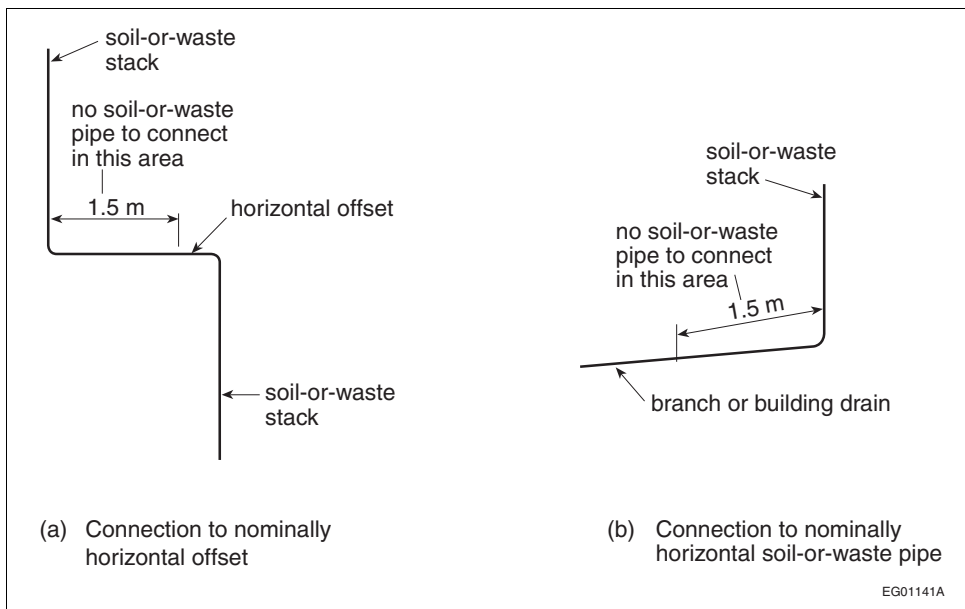 soil-or-waste
stack
no soil-or-waste
pipe to connect
in this area
1.5 m
horizontal offset
soil-or-waste
stack
(a) Connection to nominally
horizontal offset
soil-or-waste
stack
no soil-or-waste
pipe to connect
in this area
1.5 m
branch or building drain
(b) Connection to nominally
horizontal soil-or-waste pipe
EG01141A